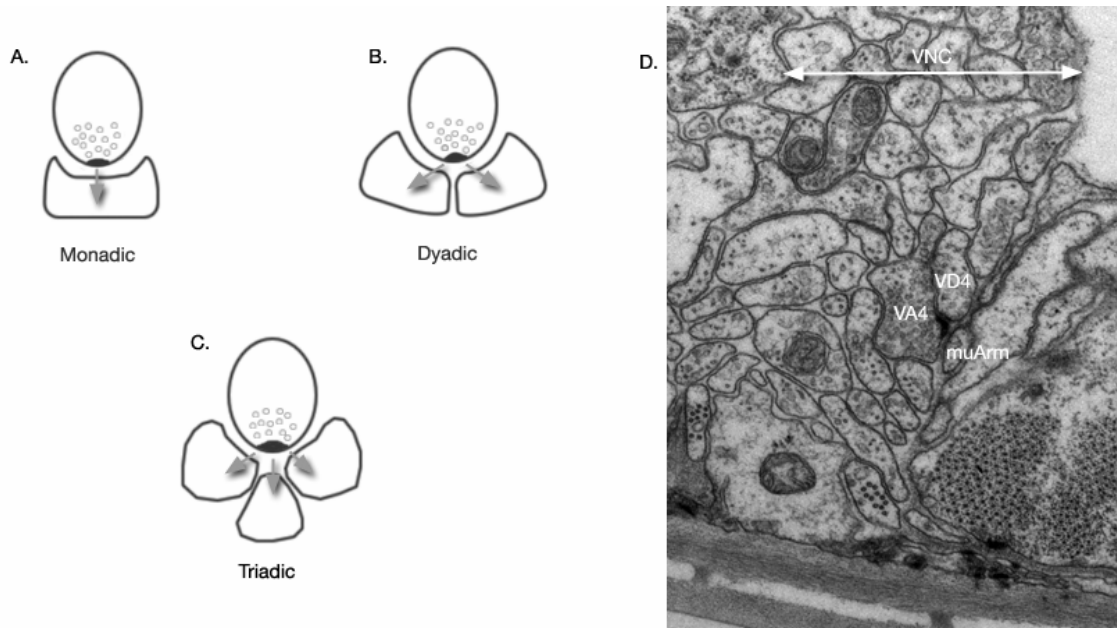 A.
Monadic
B.
Dyadic
C.
Triadic
D.
VNC
VD4
VA4
muArm